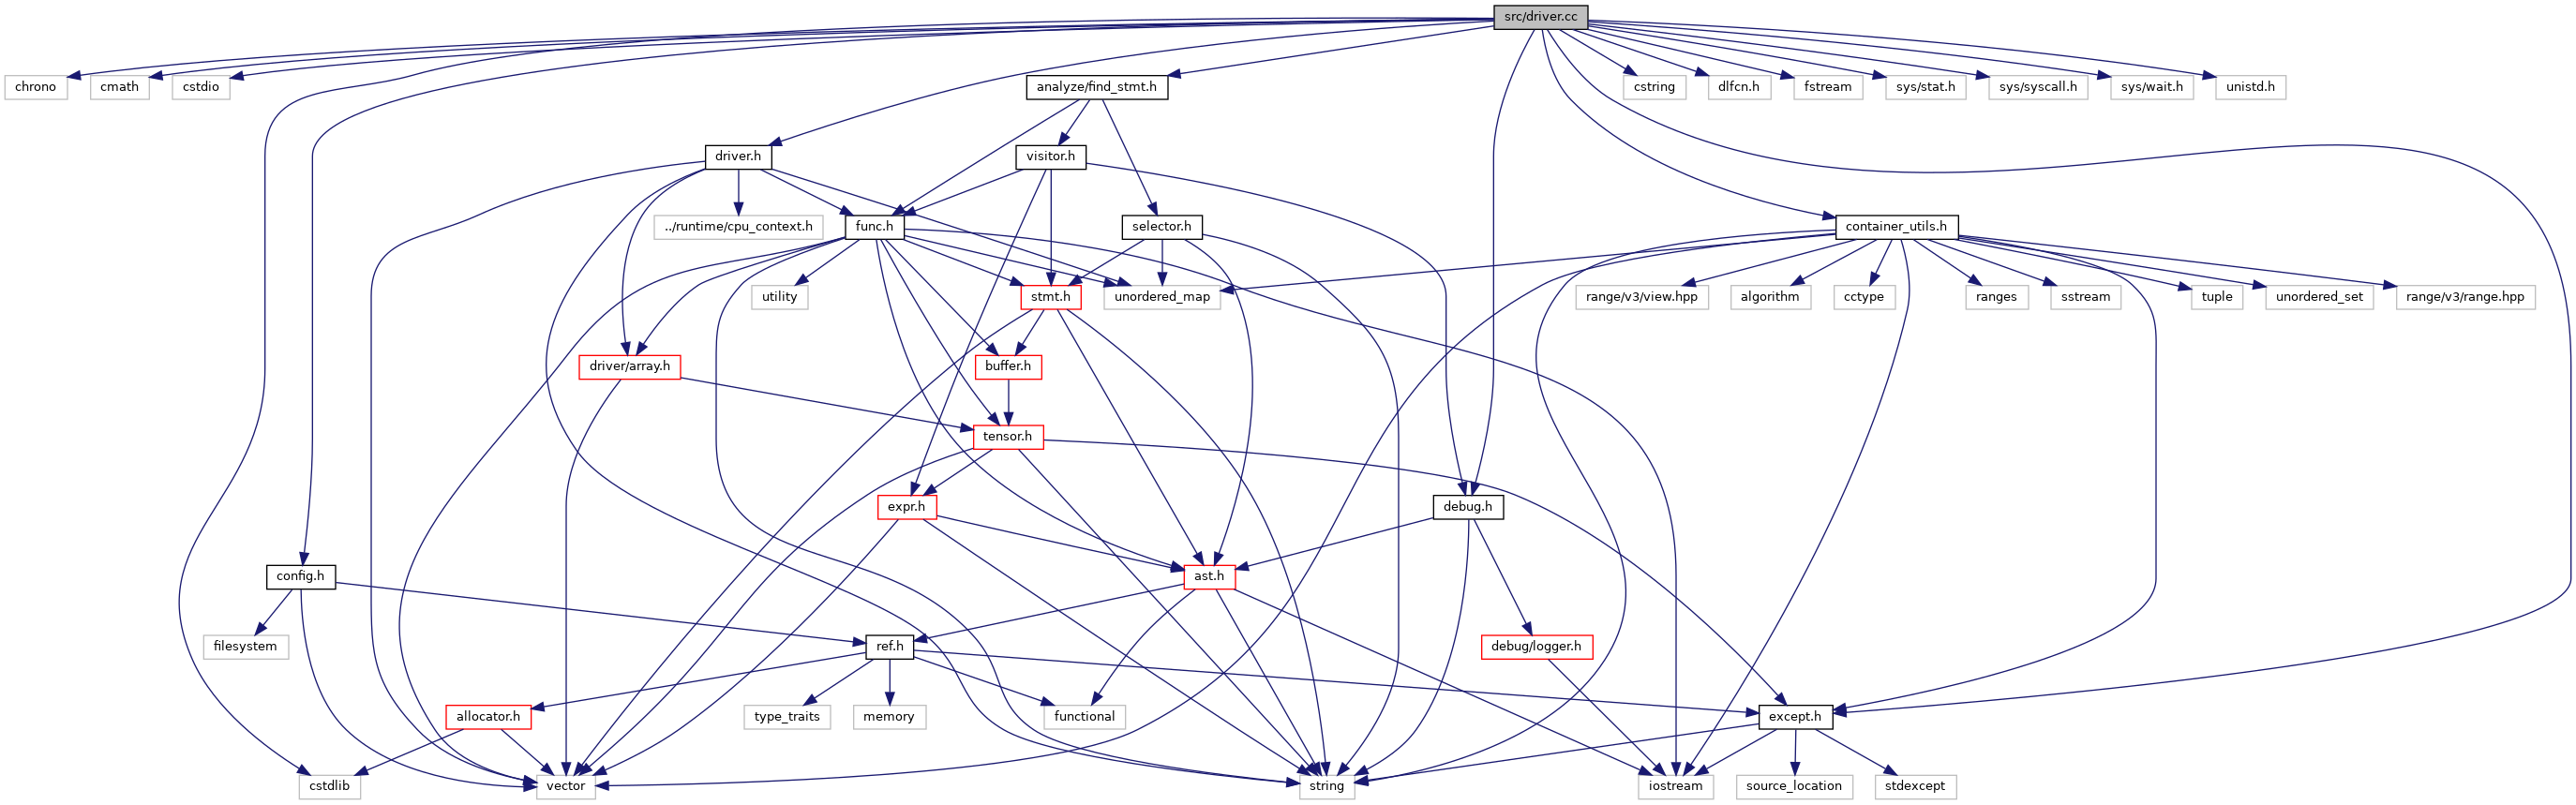 src/driver.cc
chrono
cmath
cstdio
analyze/find_stmt.h
cstring
dlfcn.h
fstream
sys/stat.h
sys/syscall.h
sys/wait.h
unistd.h
driver.h
visitor.h
../runtime/cpu_context.h
func.h
selector.h
container_utils.h
utility
stmt.h
unordered_map
range/v3/view.hpp
algorithm
cctype
ranges
sstream
tuple
unordered_set
range/v3/range.hpp
driver/array.h
buffer.h
tensor.h
expr.h
debug.h
config.h
ast.h
filesystem
ref.h
debug/logger.h
allocator.h
type_traits
memory
functional
except.h
cstdlib
vector
string
iostream
source_location
stdexcept